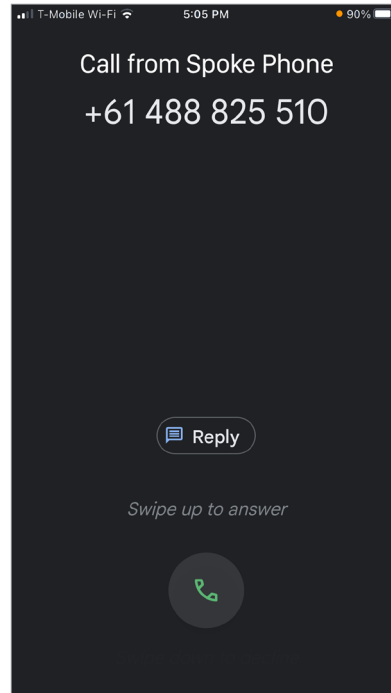 T-Mobile Wi-Fi 5:05 PM 90%
Call from Spoke Phone
+61 488 825 510
Reply
Swipe up to answer